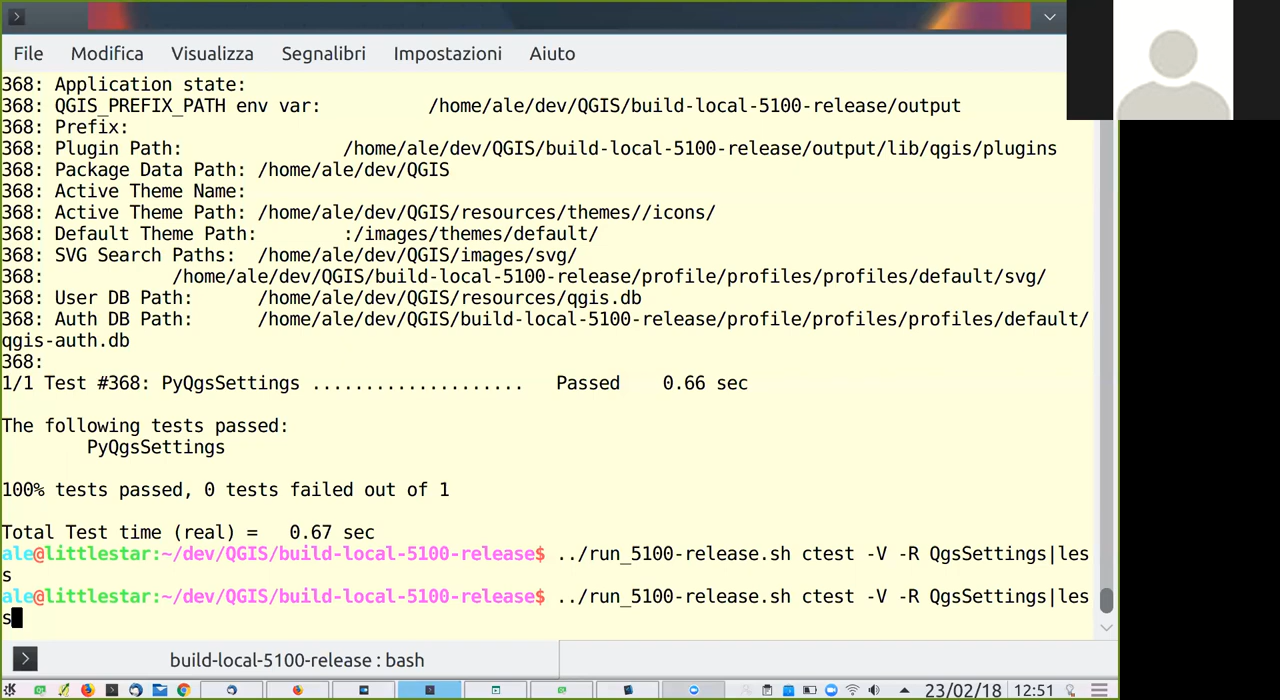 File Modifica Visualizza Segnalibri Impostazioni Aiuto
368: Application state:
368: QGIS_PREFIX_PATH env var: /home/ale/dev/QGIS/build-local-5100-release/output
368: Prefix:
368: Plugin Path: /home/ale/dev/QGIS/build-local-5100-release/output/lib/qgis/plugins
368: Package Data Path: /home/ale/dev/QGIS
368: Active Theme Name:
368: Active Theme Path: /home/ale/dev/QGIS/resources/themes//icons/
368: Default Theme Path: :/images/themes/default/
368: SVG Search Paths: /home/ale/dev/QGIS/images/svg/
368: /home/ale/dev/QGIS/build-local-5100-release/profile/profiles/profiles/default/svg/
368: User DB Path: /home/ale/dev/QGIS/resources/qgis.db
368: Auth DB Path: /home/ale/dev/QGIS/build-local-5100-release/profile/profiles/profiles/default/
qgis-auth.db
368:
1/1 Test #368: PyQgsSettings .................... Passed 0.66 sec
The following tests passed:
PyQgsSettings
100% tests passed, 0 tests failed out of 1
Total Test time (real) = 0.67 sec
ale@littlestar:~/dev/QGIS/build-local-5100-release$ ../run_5100-release.sh ctest -V -R QgsSettings|les
s
ale@littlestar:~/dev/QGIS/build-local-5100-release$ ../run_5100-release.sh ctest -V -R QgsSettings|les
s
build-local-5100-release : bash
23/02/18 12:51